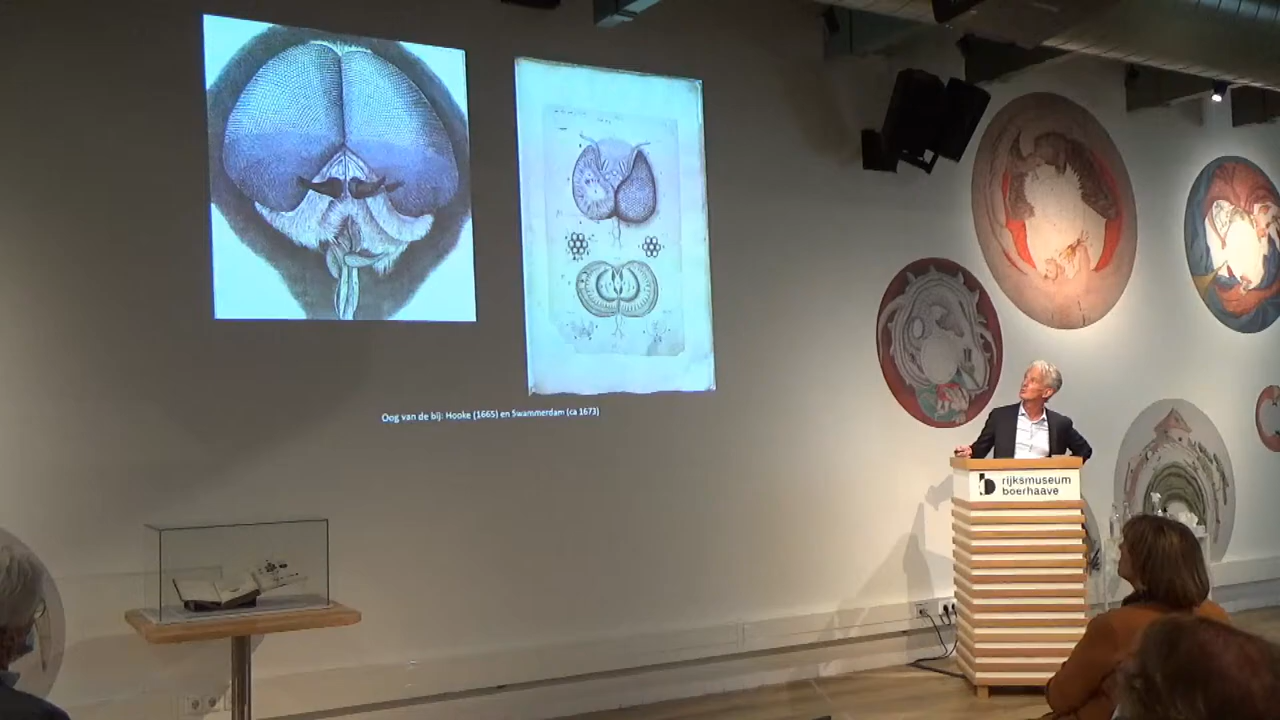 Oog van de bij: Hooke (1665) en Swammerdam (ca 1673)
rijksmuseum
boerhaave